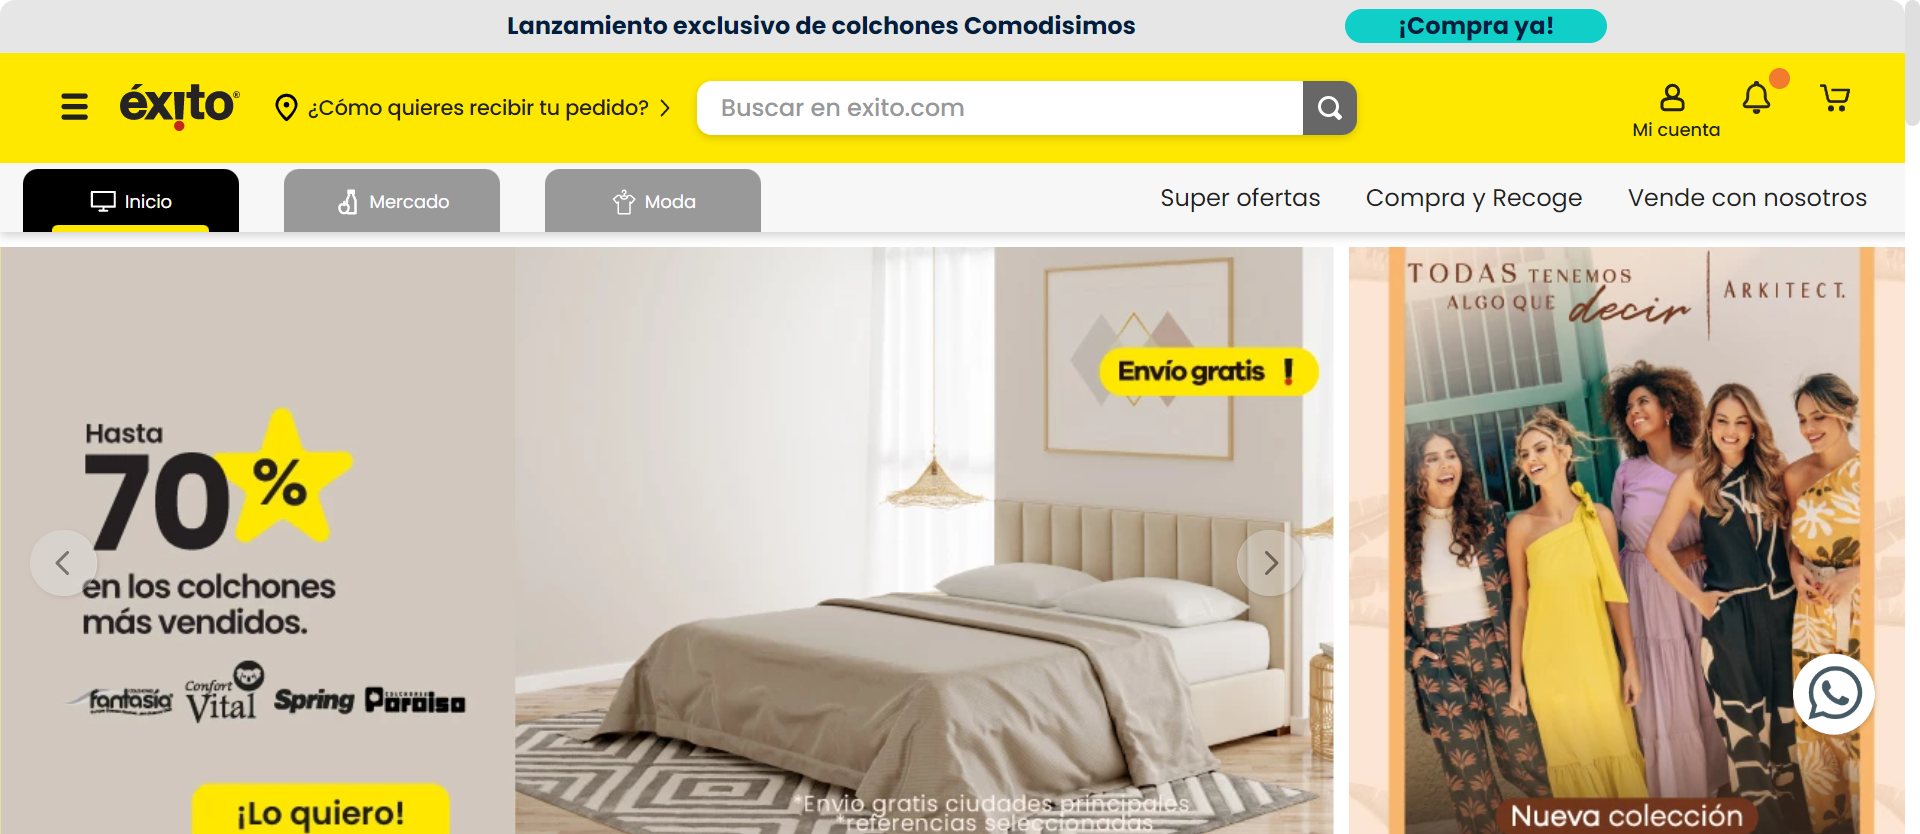 Lanzamiento exclusivo de colchones Comodisimos
¡Compra ya!
éxito®
¿Cómo quieres recibir tu pedido?
Buscar en exito.com
Mi cuenta
Inicio
Mercado
Moda
Super ofertas
Compra y Recoge
Vende con nosotros
Hasta
70%
en los colchones
más vendidos.
fantasía
Confort
Vital
Spring
COLCHONES
Paraiso
¡Lo quiero!
Envío gratis !
*Envio gratis ciudades principales
*referencias seleccionadas
TODAS TENEMOS
ALGO QUE decir
ARKITECT.
Nueva colección